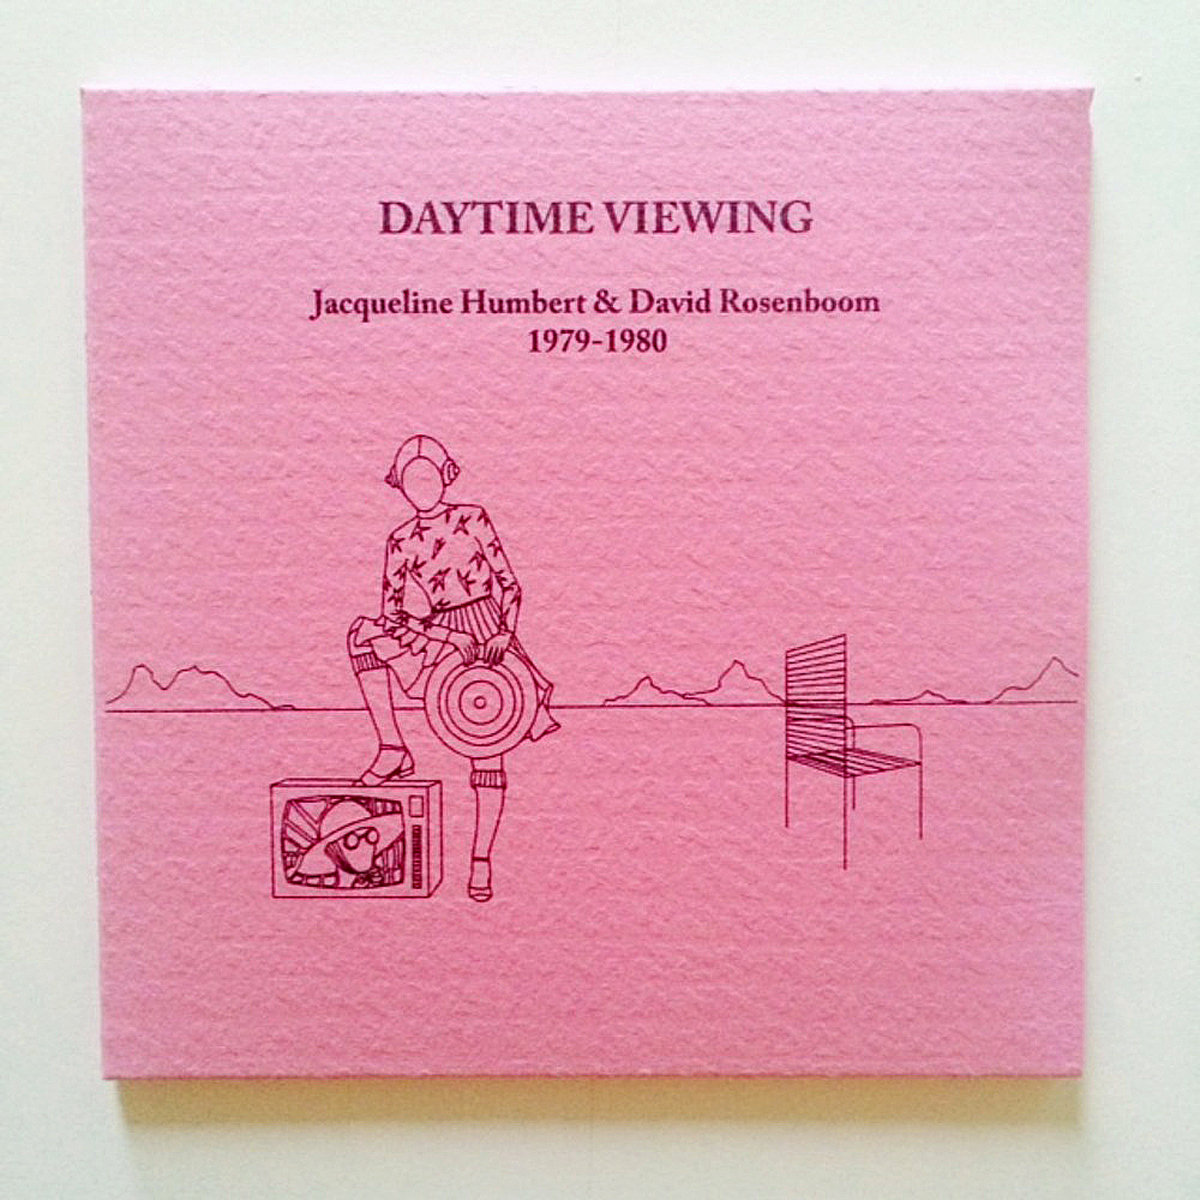 DAYTIME VIEWING
Jacqueline Humbert & David Rosenboom
1979-1980